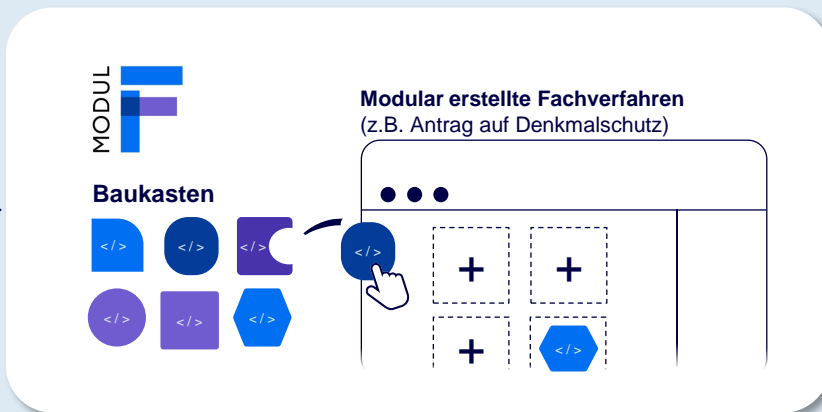 MODUL
F
Modular erstellte Fachverfahren
(z.B. Antrag auf Denkmalschutz)
Baukasten
</> </> </>
</>
+ +
</> </> </>
+ </>